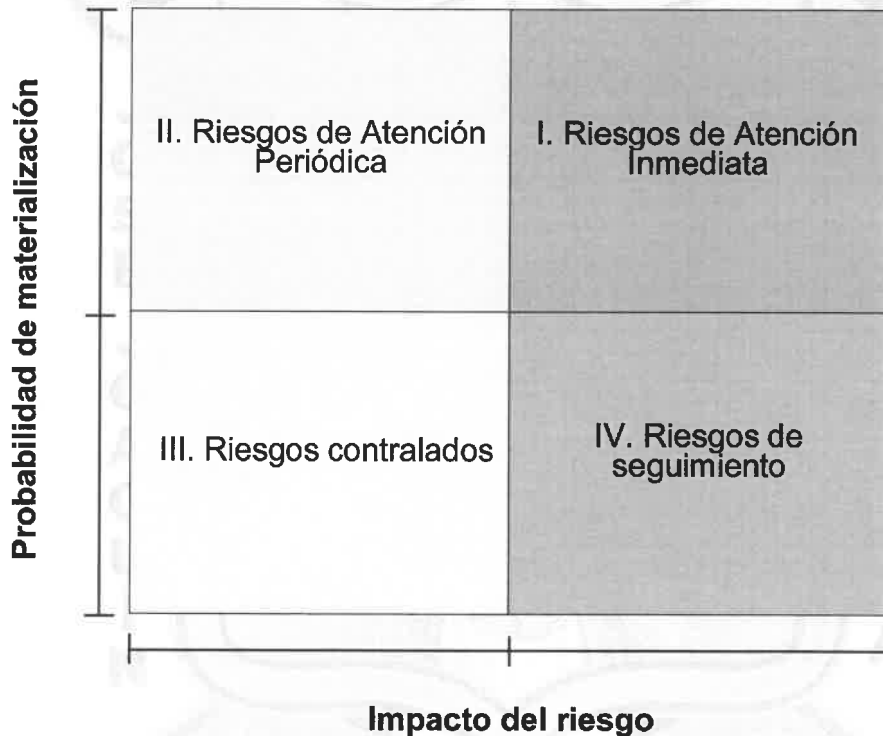 Probabilidad de materialización
II. Riesgos de Atención
Periódica
I. Riesgos de Atención
Inmediata
III. Riesgos contralados
IV. Riesgos de
seguimiento
Impacto del riesgo